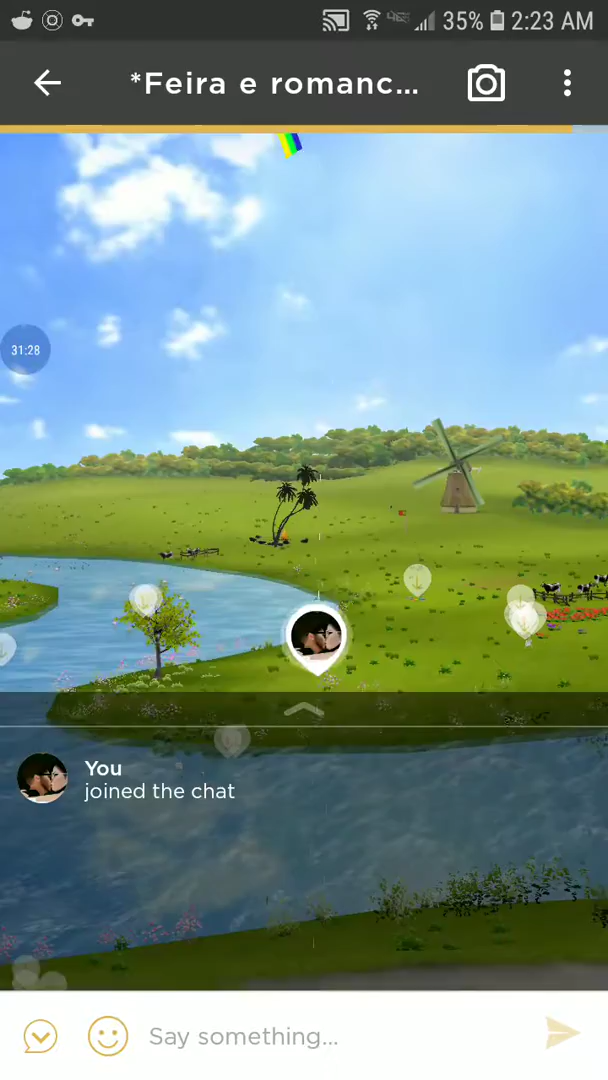 35% 2:23 AM
*Feira e romanc...
31:28
You
joined the chat
Say something...